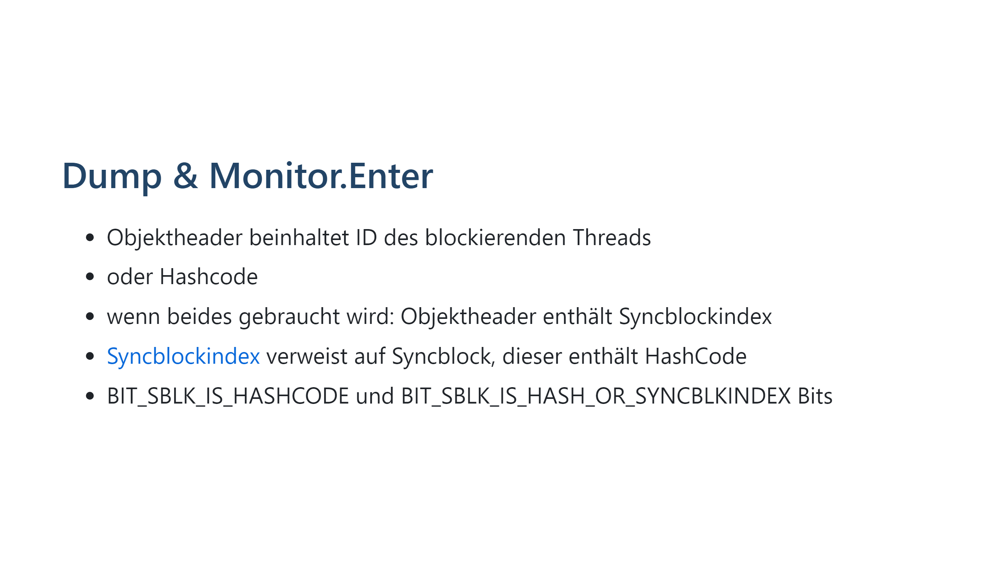 Dump & Monitor.Enter
• Objektheader beinhaltet ID des blockierenden Threads
• oder Hashcode
• wenn beides gebraucht wird: Objektheader enthält Syncblockindex
• Syncblockindex verweist auf Syncblock, dieser enthält HashCode
• BIT_SBLK_IS_HASHCODE und BIT_SBLK_IS_HASH_OR_SYNCBLKINDEX Bits